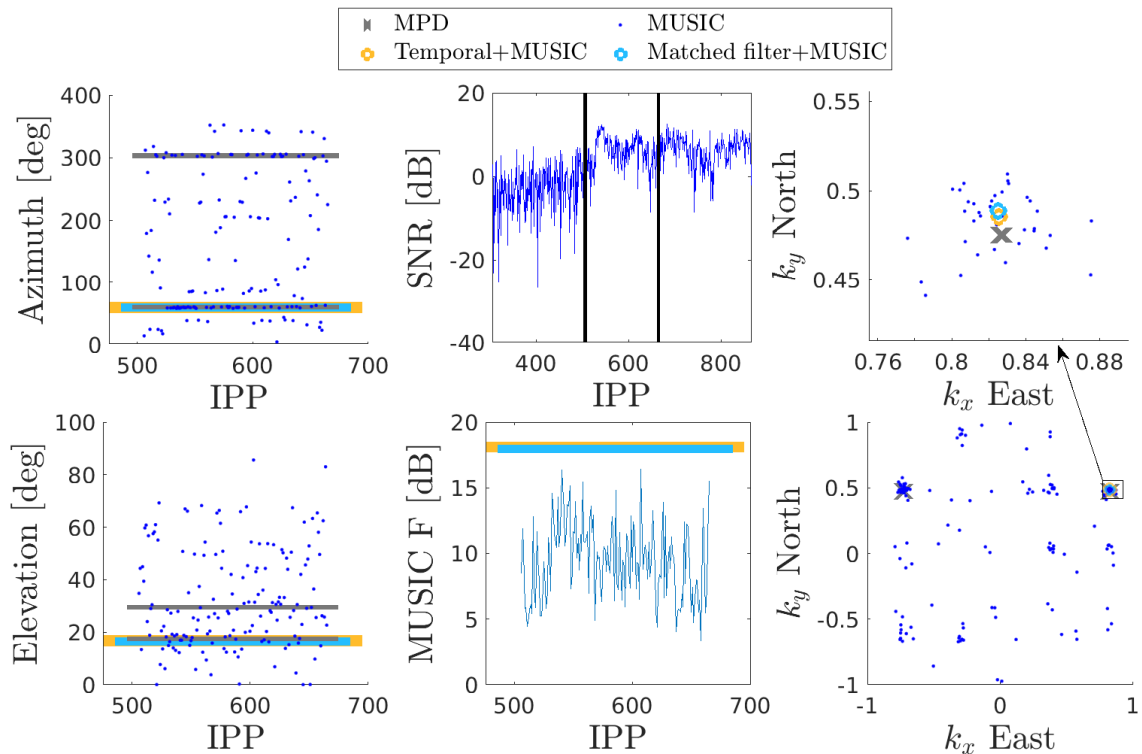 MPD MUSIC
Temporal+MUSIC Matched filter+MUSIC
Azimuth [deg]
400
300
200
100
0
500 600 700
IPP
SNR [dB]
20
0
-20
-40
400 600 800
IPP
k_y North
0.55
0.5
0.45
0.76 0.8 0.84 0.88
k_x East
Elevation [deg]
100
80
60
40
20
0
500 600 700
IPP
MUSIC F [dB]
20
15
10
5
0
500 600 700
IPP
k_y North
1
0.5
0
-0.5
-1
-1 0 1
k_x East